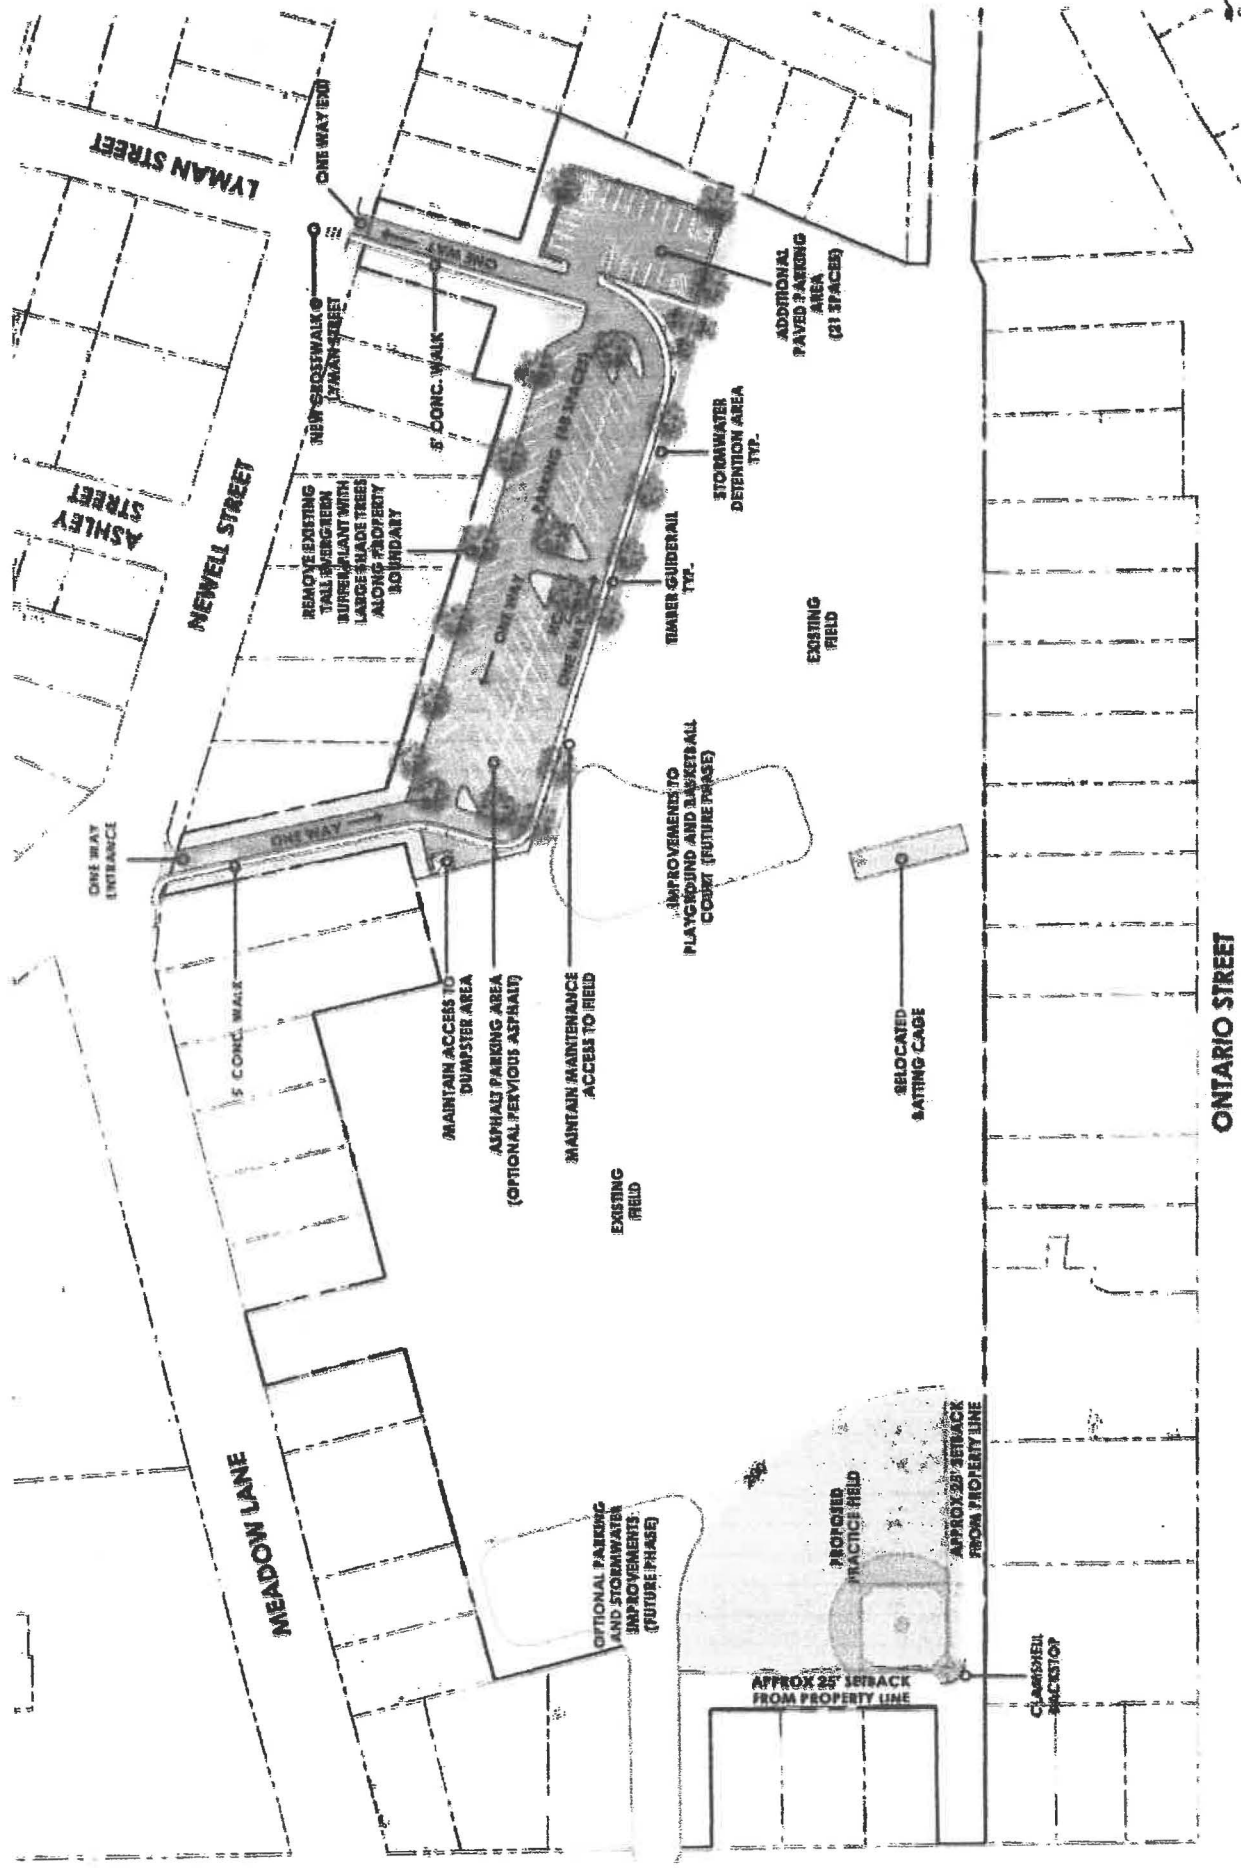 LYMAN STREET
ONE WAY EXIT
NEW CROSSWALK @
LYMAN STREET
5' CONC. WALK
ONE WAY
ASHLEY
STREET
NEWELL STREET
REMOVE EXISTING
TALL EVERGREEN
BUFFER/PLANT WITH
LARGE SHADE TREES
ALONG PROPERTY
BOUNDARY
PARKING
SPACES)
ONE WAY
ONE WAY
ADDITIONAL
PAVED PARKING
AREA
(21 SPACES)
STORMWATER
DETENTION AREA
TYP.
TIMBER GUIDERAIL
TYP.
EXISTING
FIELD
ONE WAY
ENTRANCE
ONE WAY
5' CONC. WALK
MAINTAIN ACCESS TO
DUMPSTER AREA
ASPHALT PARKING AREA
(OPTIONAL PERVIOUS ASPHALT)
MAINTAIN MAINTENANCE
ACCESS TO FIELD
IMPROVEMENTS TO
PLAYGROUND AND BASKETBALL
COURT (FUTURE PHASE)
RELOCATED
BATTING CAGE
EXISTING
FIELD
ONTARIO STREET
MEADOW LANE
OPTIONAL PARKING
AND STORMWATER
IMPROVEMENTS
(FUTURE PHASE)
200
PROPOSED
PRACTICE FIELD
APPROX 25' SETBACK
FROM PROPERTY LINE
APPROX 25' SETBACK
FROM PROPERTY LINE
CLAMSHELL
BACKSTOP